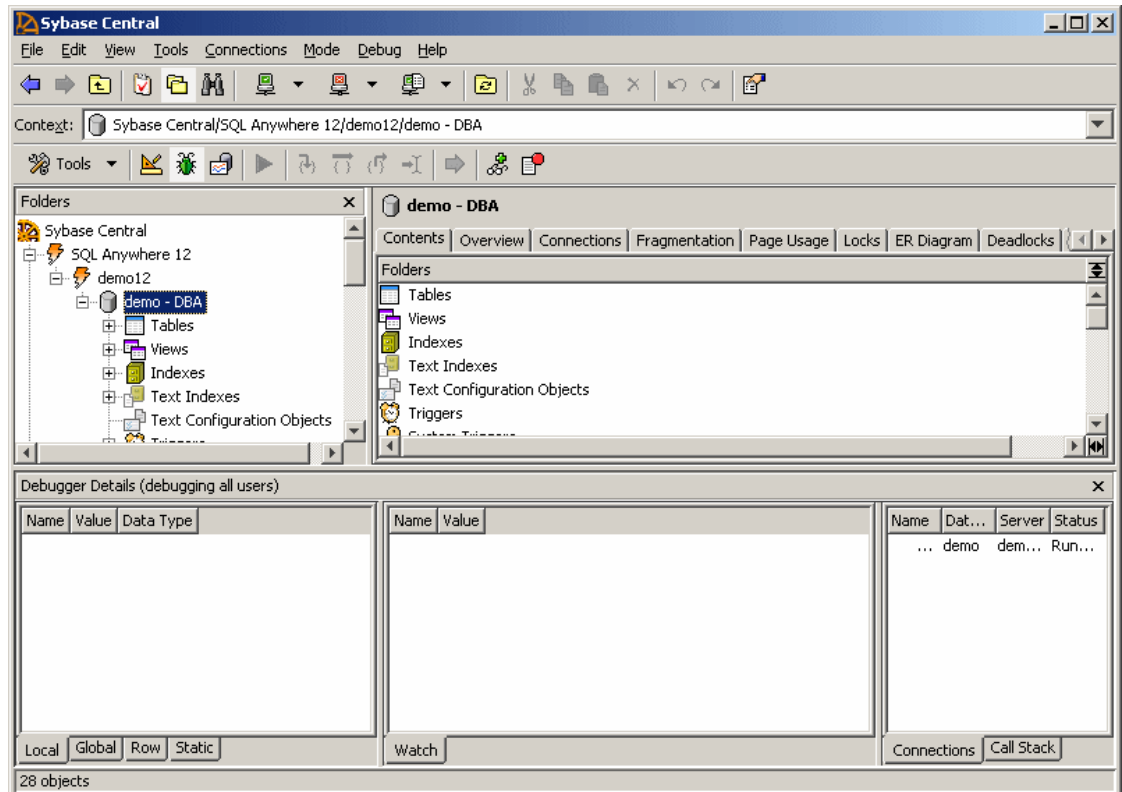 Sybase Central
File Edit View Tools Connections Mode Debug Help
Context: Sybase Central/SQL Anywhere 12/demo12/demo - DBA
Tools
Folders
Sybase Central
SQL Anywhere 12
demo12
demo - DBA
Tables
Views
Indexes
Text Indexes
Text Configuration Objects
Triggers
demo - DBA
Contents Overview Connections Fragmentation Page Usage Locks ER Diagram Deadlocks
Folders
Tables
Views
Indexes
Text Indexes
Text Configuration Objects
Triggers
System Triggers
Debugger Details (debugging all users)
Name Value Data Type
Local Global Row Static
Name Value
Watch
Name Dat... Server Status
... demo dem... Run...
Connections Call Stack
28 objects